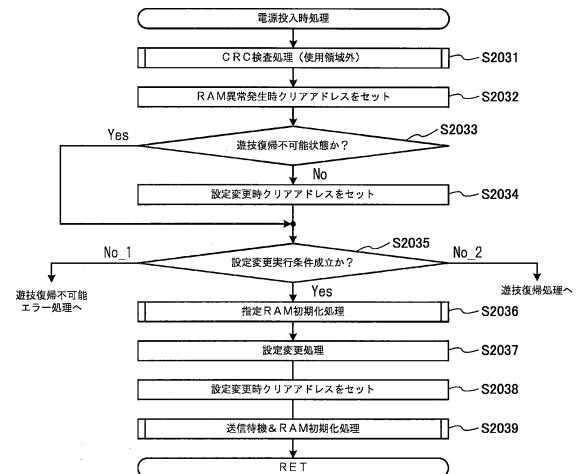 電源投入時処理
CRC検査処理（使用領域外）
S2031
RAM異常発生時クリアアドレスをセット
S2032
S2033
Yes
遊技復帰不可能状態か？
No
設定変更時クリアアドレスをセット
S2034
S2035
No_1
設定変更実行条件成立か？
No_2
遊技復帰不可能
エラー処理へ
Yes
遊技復帰処理へ
指定RAM初期化処理
S2036
設定変更処理
S2037
設定変更時クリアアドレスをセット
S2038
送信待機＆RAM初期化処理
S2039
RET